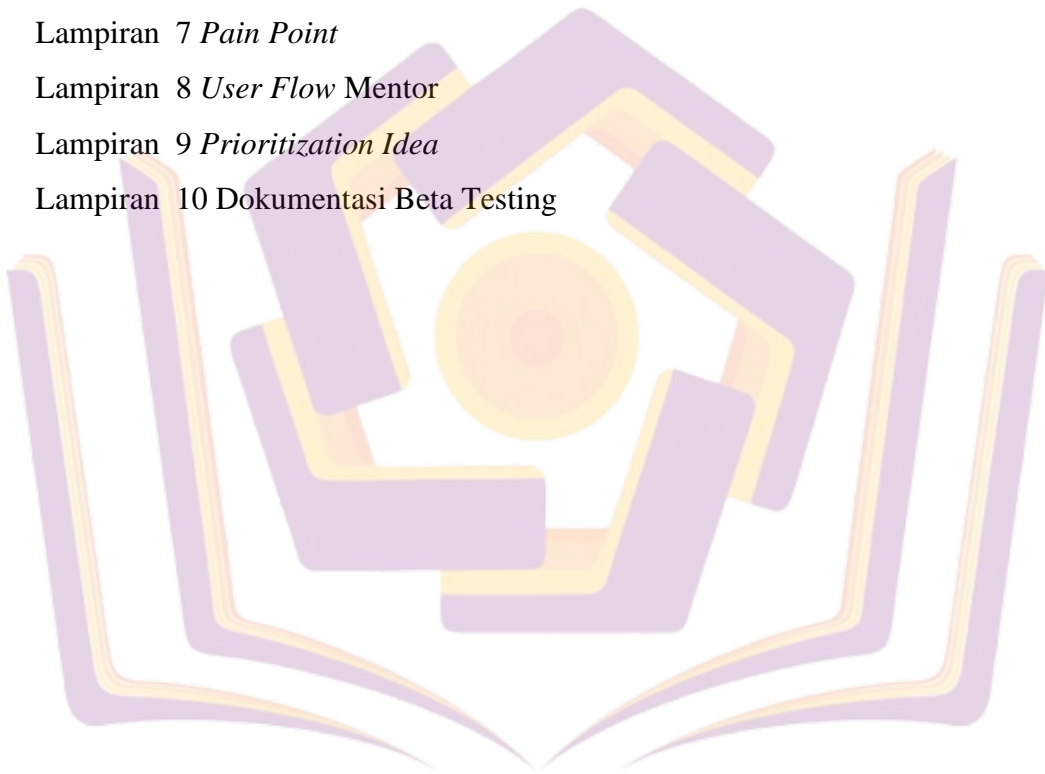 Lampiran 7 Pain Point
Lampiran 8 User Flow Mentor
Lampiran 9 Prioritization Idea
Lampiran 10 Dokumentasi Beta Testing